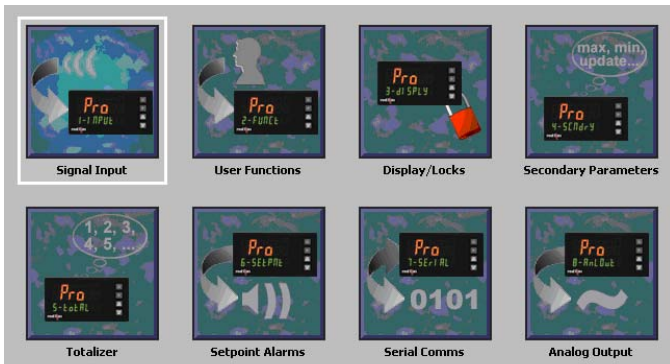 Pro
1-INPUt
Signal Input
Pro
2-FUNCt
User Functions
Pro
3-dISPLY
Display/Locks
max, min,
update...
Pro
4-SCNdrY
Secondary Parameters
1, 2, 3,
4, 5, ...
Pro
5-totAL
Totalizer
Pro
6-SEtPNt
Setpoint Alarms
Pro
7-SErIAL
0101
Serial Comms
Pro
8-AnLOut
Analog Output